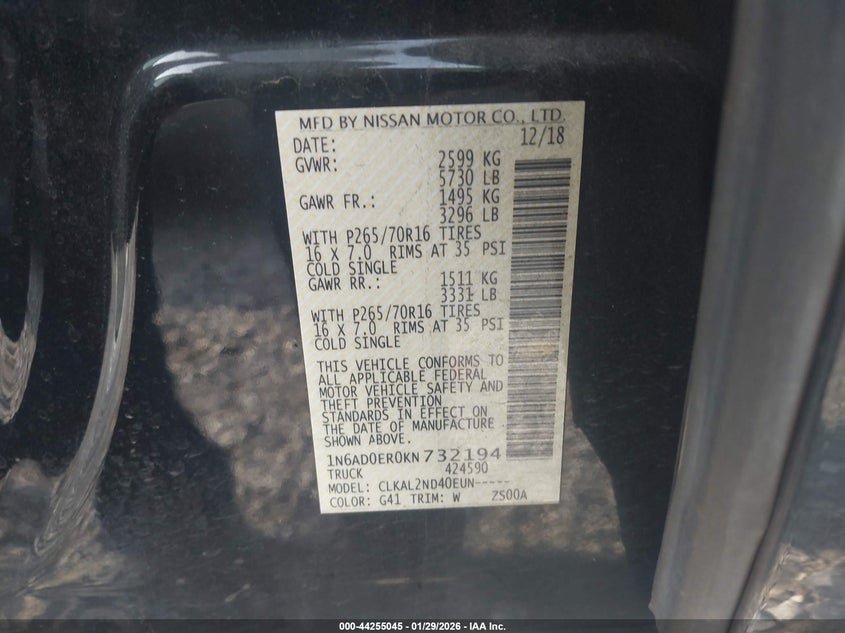 MFD BY NISSAN MOTOR CO., LTD.
DATE: 12/18
GVWR: 2599 KG
5730 LB
GAWR FR.: 1495 KG
3296 LB
WITH P265/70R16 TIRES
16 X 7.0 RIMS AT 35 PSI
COLD SINGLE
GAWR RR.: 1511 KG
3331 LB
WITH P265/70R16 TIRES
16 X 7.0 RIMS AT 35 PSI
COLD SINGLE
THIS VEHICLE CONFORMS TO
ALL APPLICABLE FEDERAL
MOTOR VEHICLE SAFETY AND
THEFT PREVENTION
STANDARDS IN EFFECT ON
THE DATE OF MANUFACTURE
SHOWN ABOVE.
1N6AD0ER0KN732194
TRUCK 424590
MODEL: CLKAL2ND40EUN-----
COLOR: G41 TRIM: W ZS00A
000-44255045 - 01/29/2026 - IAA Inc.